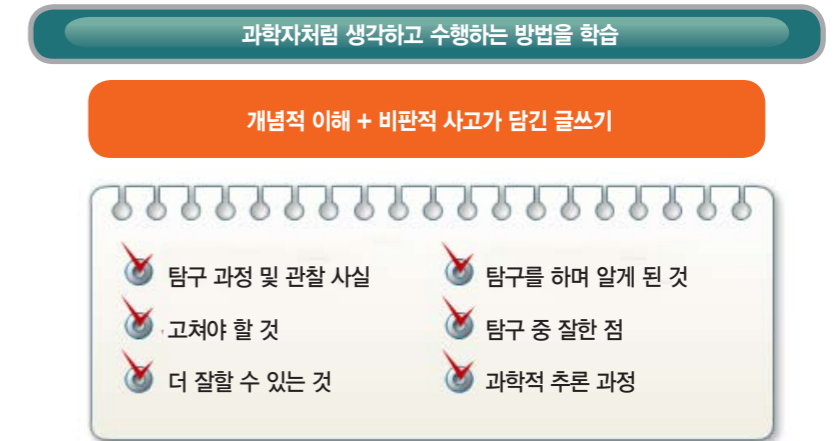 과학자처럼 생각하고 수행하는 방법을 학습
개념적 이해 + 비판적 사고가 담긴 글쓰기
탐구 과정 및 관찰 사실
탐구를 하며 알게 된 것
고쳐야 할 것
탐구 중 잘한 점
더 잘할 수 있는 것
과학적 추론 과정